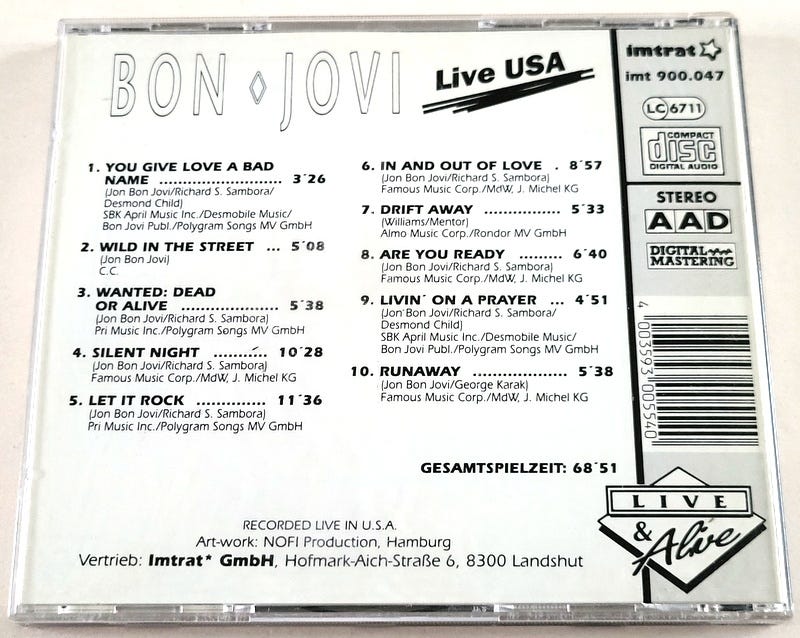 BON ◊ JOVI
Live USA
1. YOU GIVE LOVE A BAD
NAME ........................ 3´26
(Jon Bon Jovi/Richard S. Sambora/
Desmond Child)
SBK April Music Inc./Desmobile Music/
Bon Jovi Publ./Polygram Songs MV GmbH
2. WILD IN THE STREET ... 5´08
(Jon Bon Jovi)
C.C.
3. WANTED: DEAD
OR ALIVE .................... 5´38
(Jon Bon Jovi/Richard S. Sambora)
Pri Music Inc./Polygram Songs MV GmbH
4. SILENT NIGHT ........... 10´28
(Jon Bon Jovi/Richard S. Sambora)
Famous Music Corp./MdW, J. Michel KG
5. LET IT ROCK .............. 11´36
(Jon Bon Jovi/Richard S. Sambora)
Pri Music Inc./Polygram Songs MV GmbH
6. IN AND OUT OF LOVE . 8´57
(Jon Bon Jovi/Richard S. Sambora)
Famous Music Corp./MdW, J. Michel KG
7. DRIFT AWAY ............... 5´33
(Williams/Mentor)
Almo Music Corp./Rondor MV GmbH
8. ARE YOU READY ......... 6´40
(Jon Bon Jovi/Richard S. Sambora)
Famous Music Corp./MdW, J. Michel KG
9. LIVIN´ ON A PRAYER ... 4´51
(Jon Bon Jovi/Richard S. Sambora/
Desmond Child)
SBK April Music Inc./Desmobile Music/
Bon Jovi Publ./Polygram Songs MV GmbH
10. RUNAWAY ................... 5´38
(Jon Bon Jovi/George Karak)
Famous Music Corp./MdW, J. Michel KG
GESAMTSPIELZEIT: 68´51
RECORDED LIVE IN U.S.A.
Art-work: NOFI Production, Hamburg
Vertrieb: Imtrat* GmbH, Hofmark-Aich-Straße 6, 8300 Landshut
imtrat
imt 900.047
LC 6711
COMPACT
disc
DIGITAL AUDIO
STEREO
AAD
DIGITAL
MASTERING
4 003593 005540
LIVE
& Alive